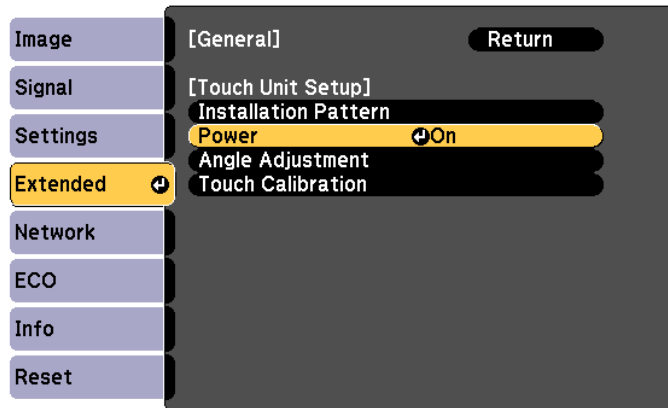 Image
Signal
Settings
Extended
Network
ECO
Info
Reset
[General] Return
[Touch Unit Setup]
Installation Pattern
Power On
Angle Adjustment
Touch Calibration